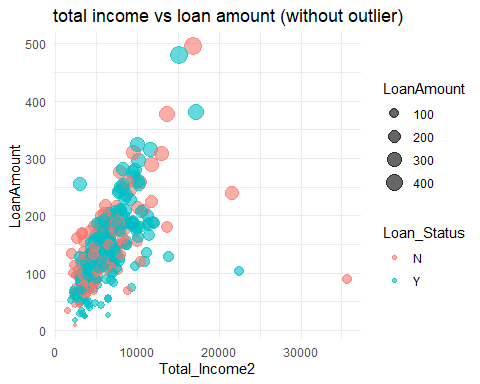 total income vs loan amount (without outlier)
LoanAmount
500
400
300
200
100
0
0
10000
20000
30000
Total_Income2
LoanAmount
100
200
300
400
Loan_Status
N
Y